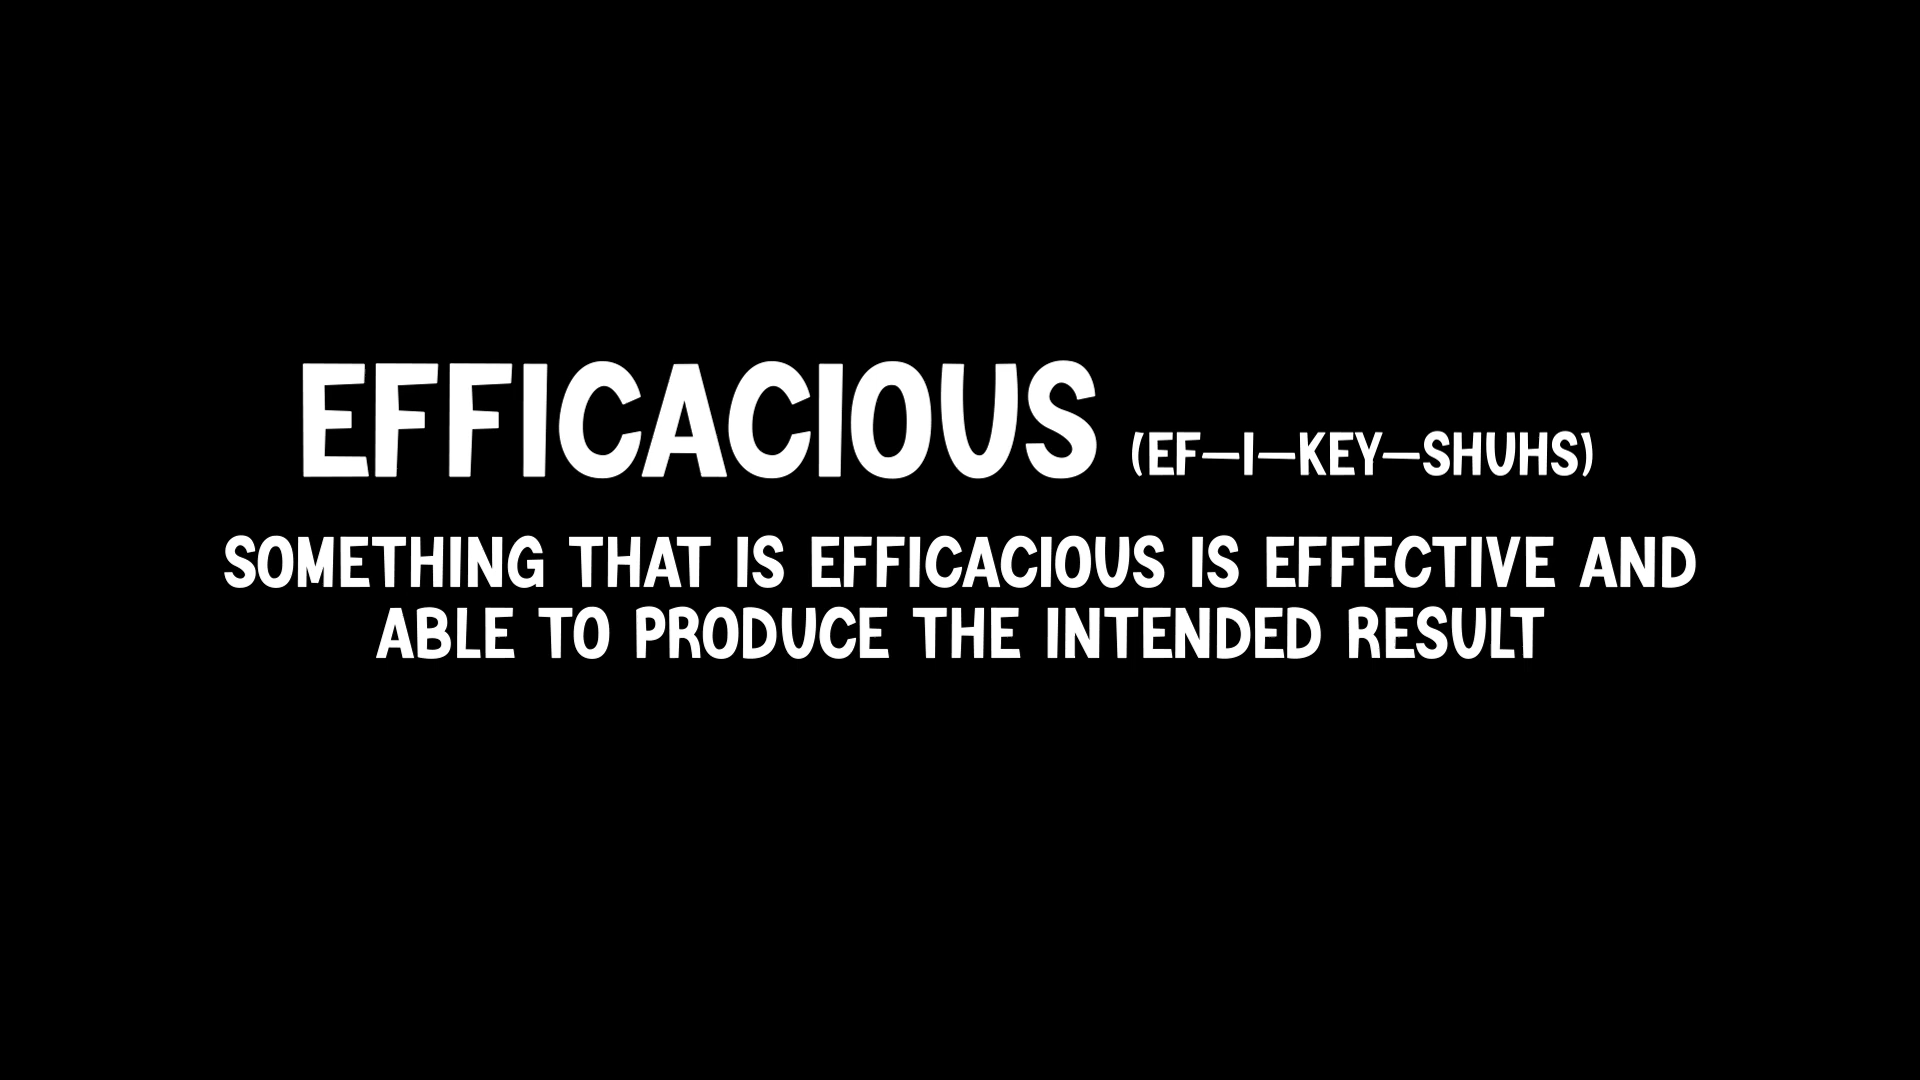 EFFICACIOUS (EF–I–KEY–SHUHS)
SOMETHING THAT IS EFFICACIOUS IS EFFECTIVE AND
ABLE TO PRODUCE THE INTENDED RESULT